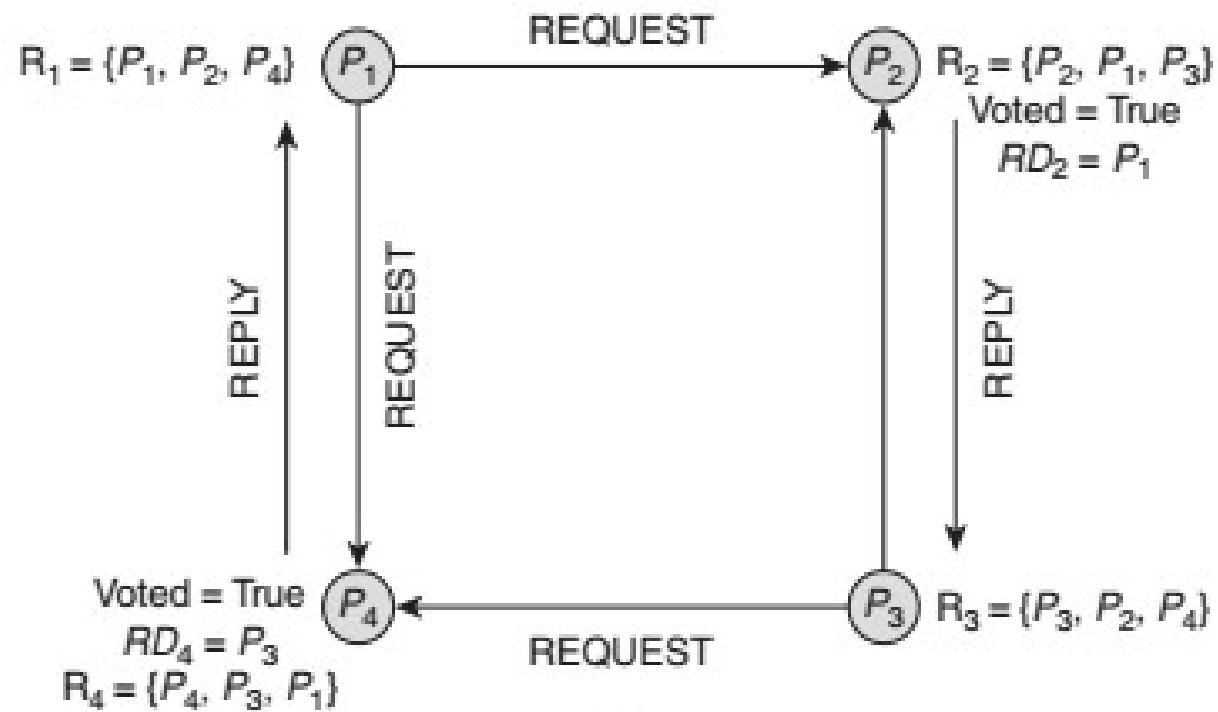 REQUEST
R₁ = {P₁, P₂, P₄}
P₁
P₂
R₂ = {P₂, P₁, P₃}
Voted = True
RD₂ = P₁
REPLY
REQUEST
REPLY
Voted = True
RD₄ = P₃
R₄ = {P₄, P₃, P₁}
P₄
P₃
R₃ = {P₃, P₂, P₄}
REQUEST